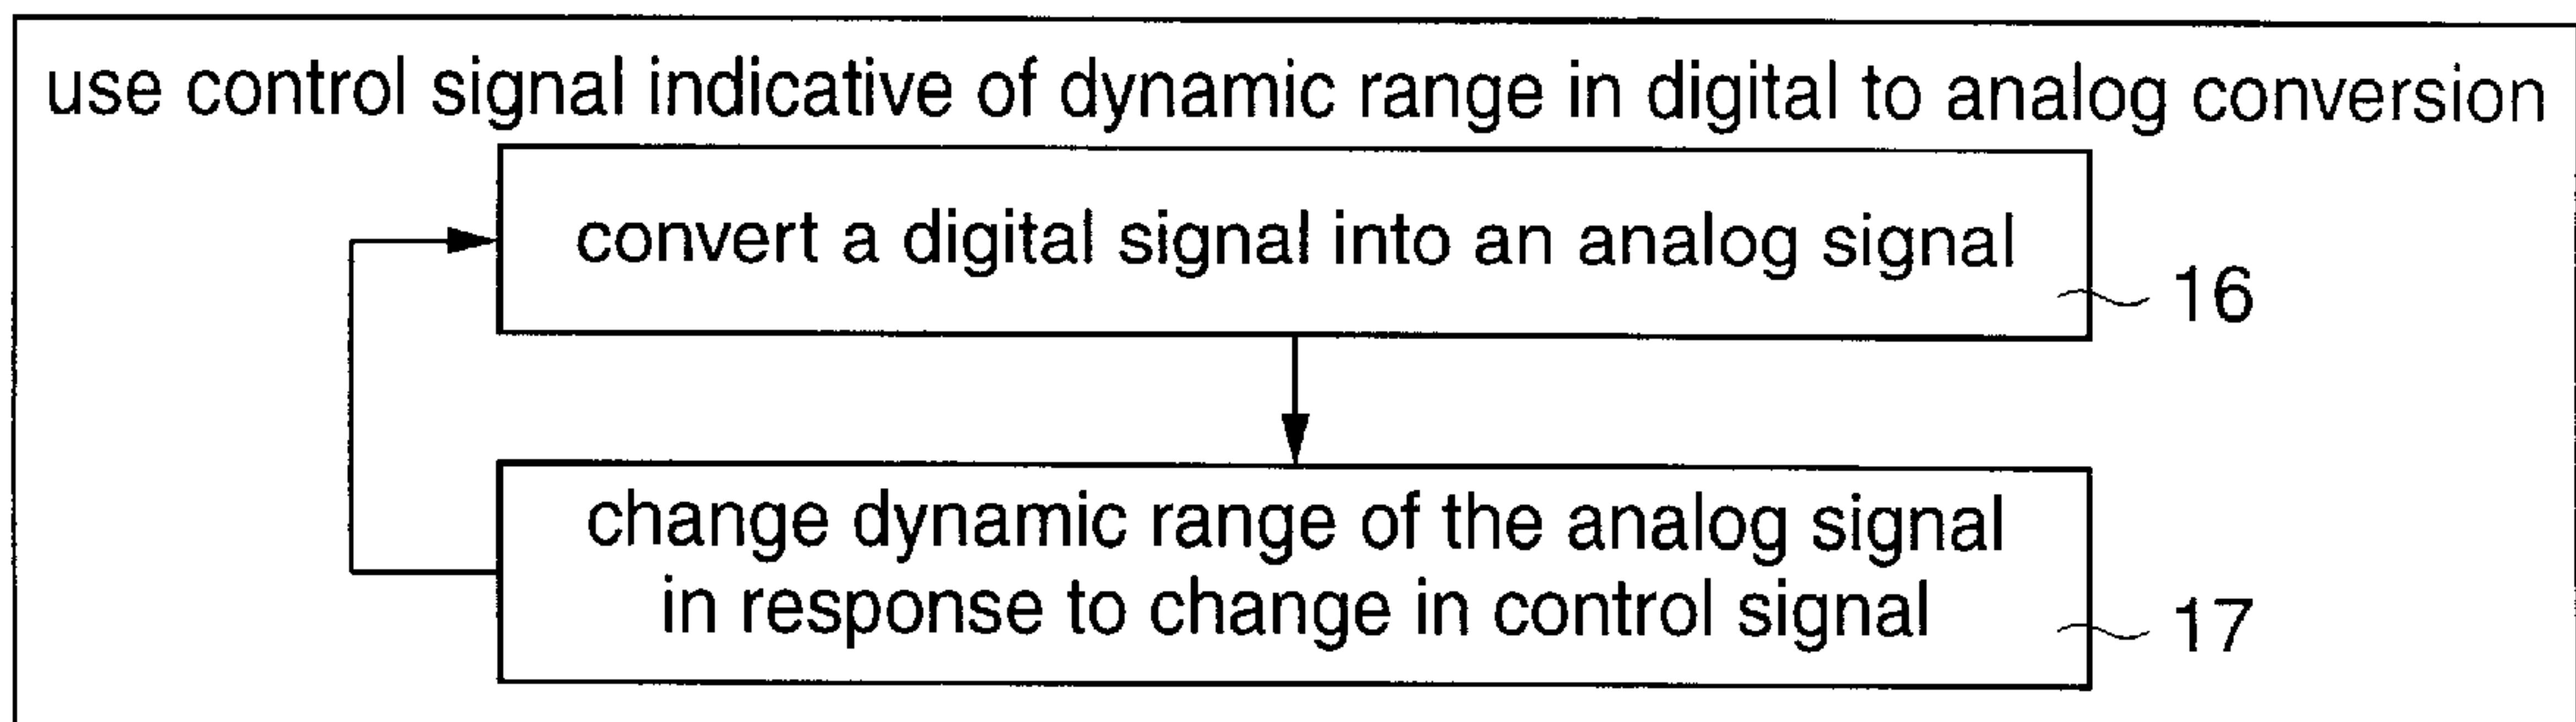 use control signal indicative of dynamic range in digital to analog conversion
convert a digital signal into an analog signal
16
change dynamic range of the analog signal
in response to change in control signal
17